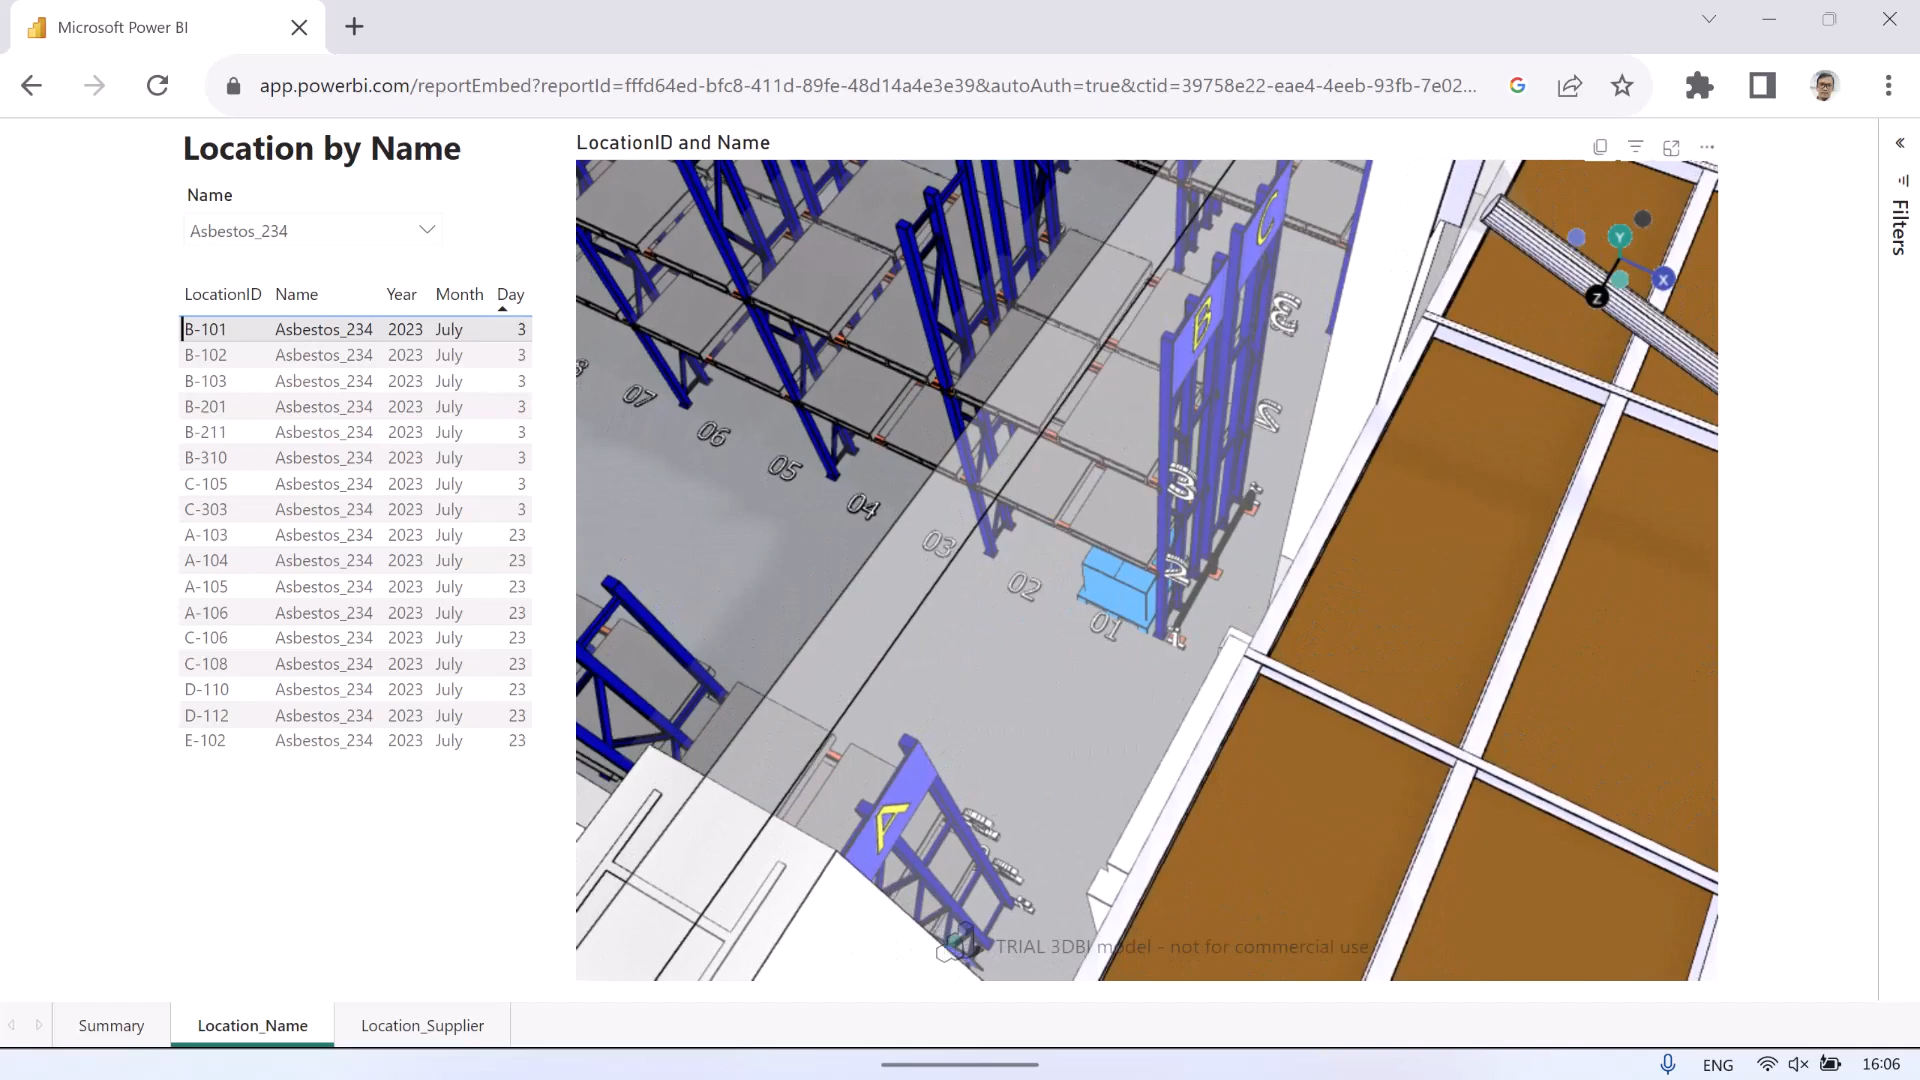 Microsoft Power BI
app.powerbi.com/reportEmbed?reportId=fffd64ed-bfc8-411d-89fe-48d14a4e3e39&autoAuth=true&ctid=39758e22-eae4-4eeb-93fb-7e02...
Location by Name
Name
Asbestos_234
LocationID Name Year Month Day
B-101 Asbestos_234 2023 July 3
B-102 Asbestos_234 2023 July 3
B-103 Asbestos_234 2023 July 3
B-201 Asbestos_234 2023 July 3
B-211 Asbestos_234 2023 July 3
B-310 Asbestos_234 2023 July 3
C-105 Asbestos_234 2023 July 3
C-303 Asbestos_234 2023 July 3
A-103 Asbestos_234 2023 July 23
A-104 Asbestos_234 2023 July 23
A-105 Asbestos_234 2023 July 23
A-106 Asbestos_234 2023 July 23
C-106 Asbestos_234 2023 July 23
C-108 Asbestos_234 2023 July 23
D-110 Asbestos_234 2023 July 23
D-112 Asbestos_234 2023 July 23
E-102 Asbestos_234 2023 July 23
LocationID and Name
C
B
3
2
3
2
1
07
06
05
04
03
02
01
A
Y
X
Z
TRIAL 3DBI model - not for commercial use
Filters
Summary
Location_Name
Location_Supplier
ENG
16:06